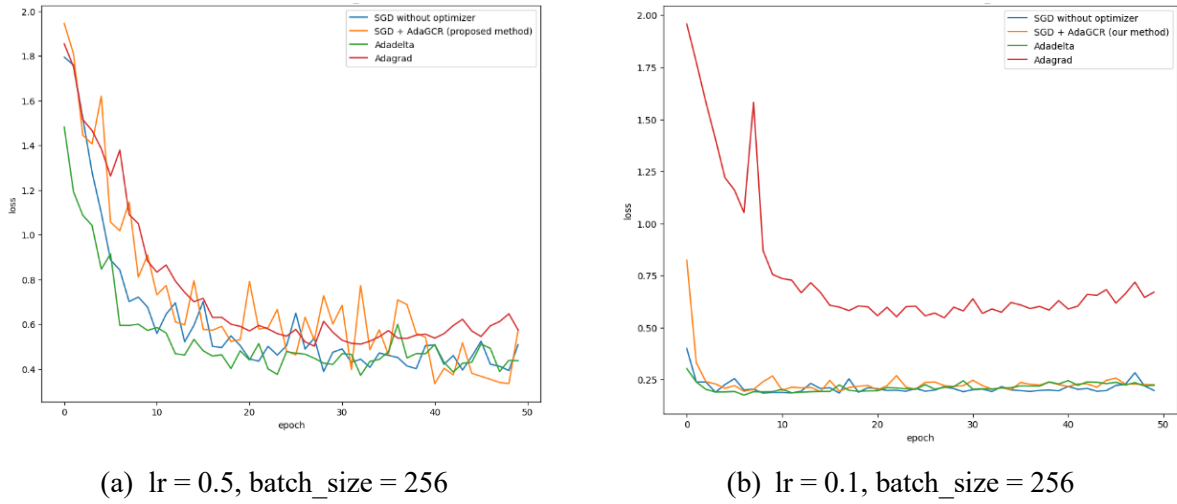 2.0
1.8
1.6
1.4
1.2
1.0
0.8
0.6
0.4
loss
0 10 20 30 40 50
epoch
SGD without optimizer
SGD + AdaGCR (proposed method)
Adadelta
Adagrad
(a) lr = 0.5, batch_size = 256
2.00
1.75
1.50
1.25
1.00
0.75
0.50
0.25
loss
0 10 20 30 40 50
epoch
SGD without optimizer
SGD + AdaGCR (our method)
Adadelta
Adagrad
(b) lr = 0.1, batch_size = 256